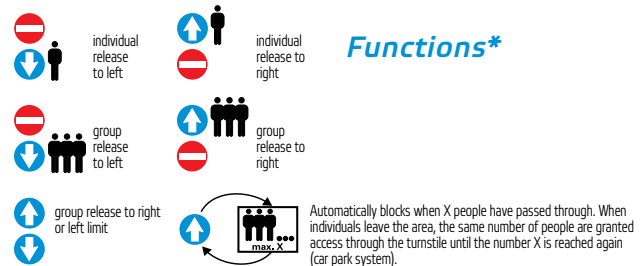 Functions*
individual
release
to left
individual
release to
right
group
release
to left
group
release to
right
group release to right
or left limit
max. X
Automatically blocks when X people have passed through. When
individuals leave the area, the same number of people are granted
access through the turnstile until the number X is reached again
(car park system).